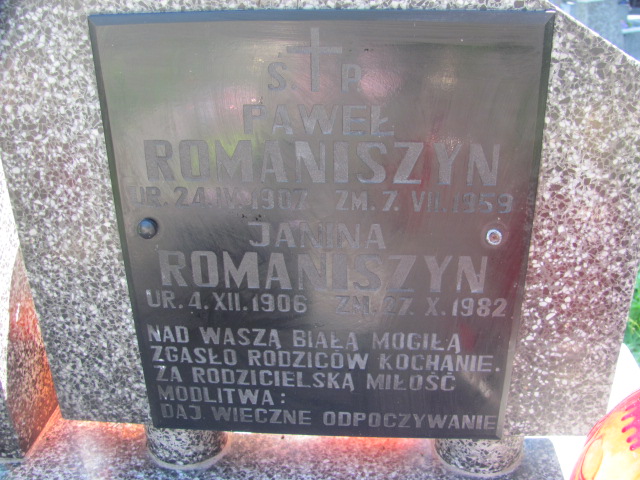 S P
PAWEŁ
ROMANISZYN
UR. 24.IV.1907 ZM. 7. VII.1959
JANINA
ROMANISZYN
UR. 4. XII. 1906 ZM. 27. X. 1982
NAD WASZĄ BIAŁĄ MOGIŁĄ
ZGASŁO RODZICÓW KOCHANIE.
ZA RODZICIELSKĄ MIŁOŚĆ
MODLITWA:
DAJ WIECZNE ODPOCZYWANIE